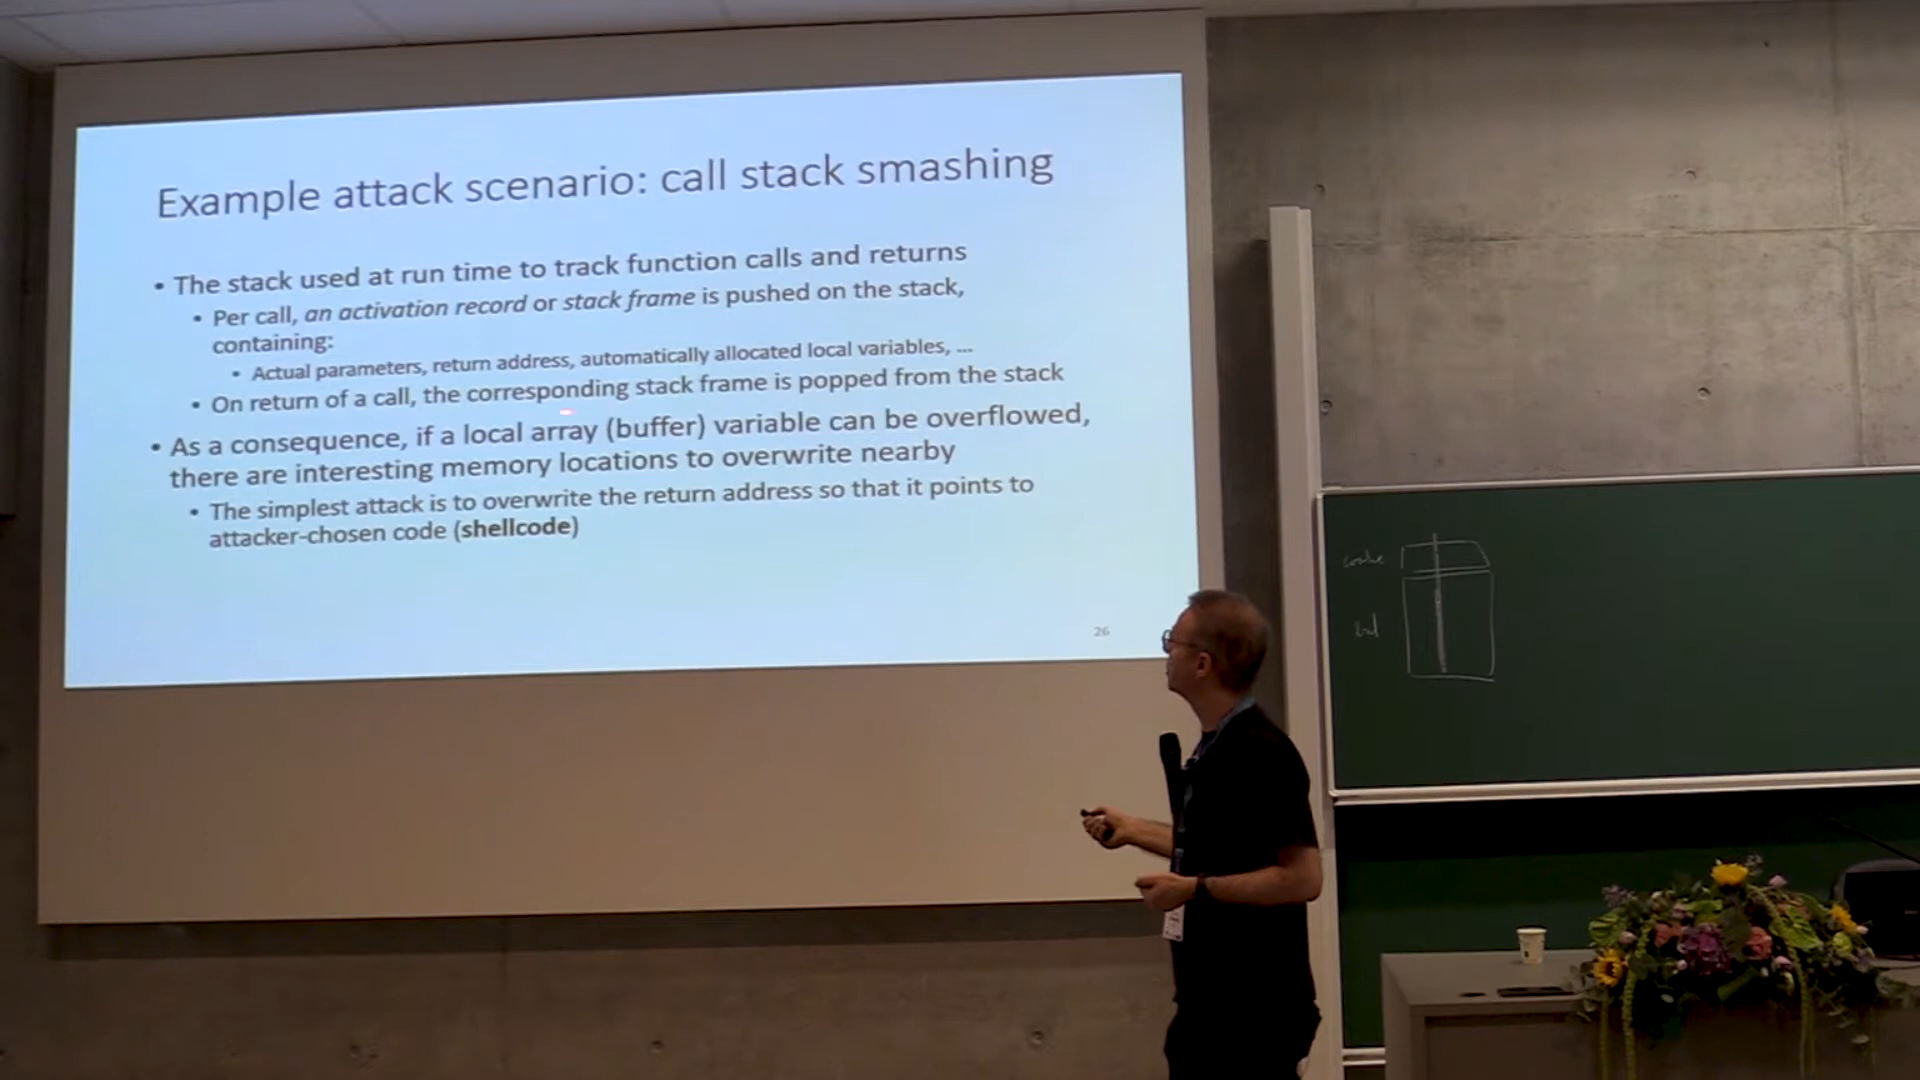 Example attack scenario: call stack smashing
• The stack used at run time to track function calls and returns
• Per call, an activation record or stack frame is pushed on the stack,
containing:
• Actual parameters, return address, automatically allocated local variables, ...
• On return of a call, the corresponding stack frame is popped from the stack
• As a consequence, if a local array (buffer) variable can be overflowed,
there are interesting memory locations to overwrite nearby
• The simplest attack is to overwrite the return address so that it points to
attacker-chosen code (shellcode)
26